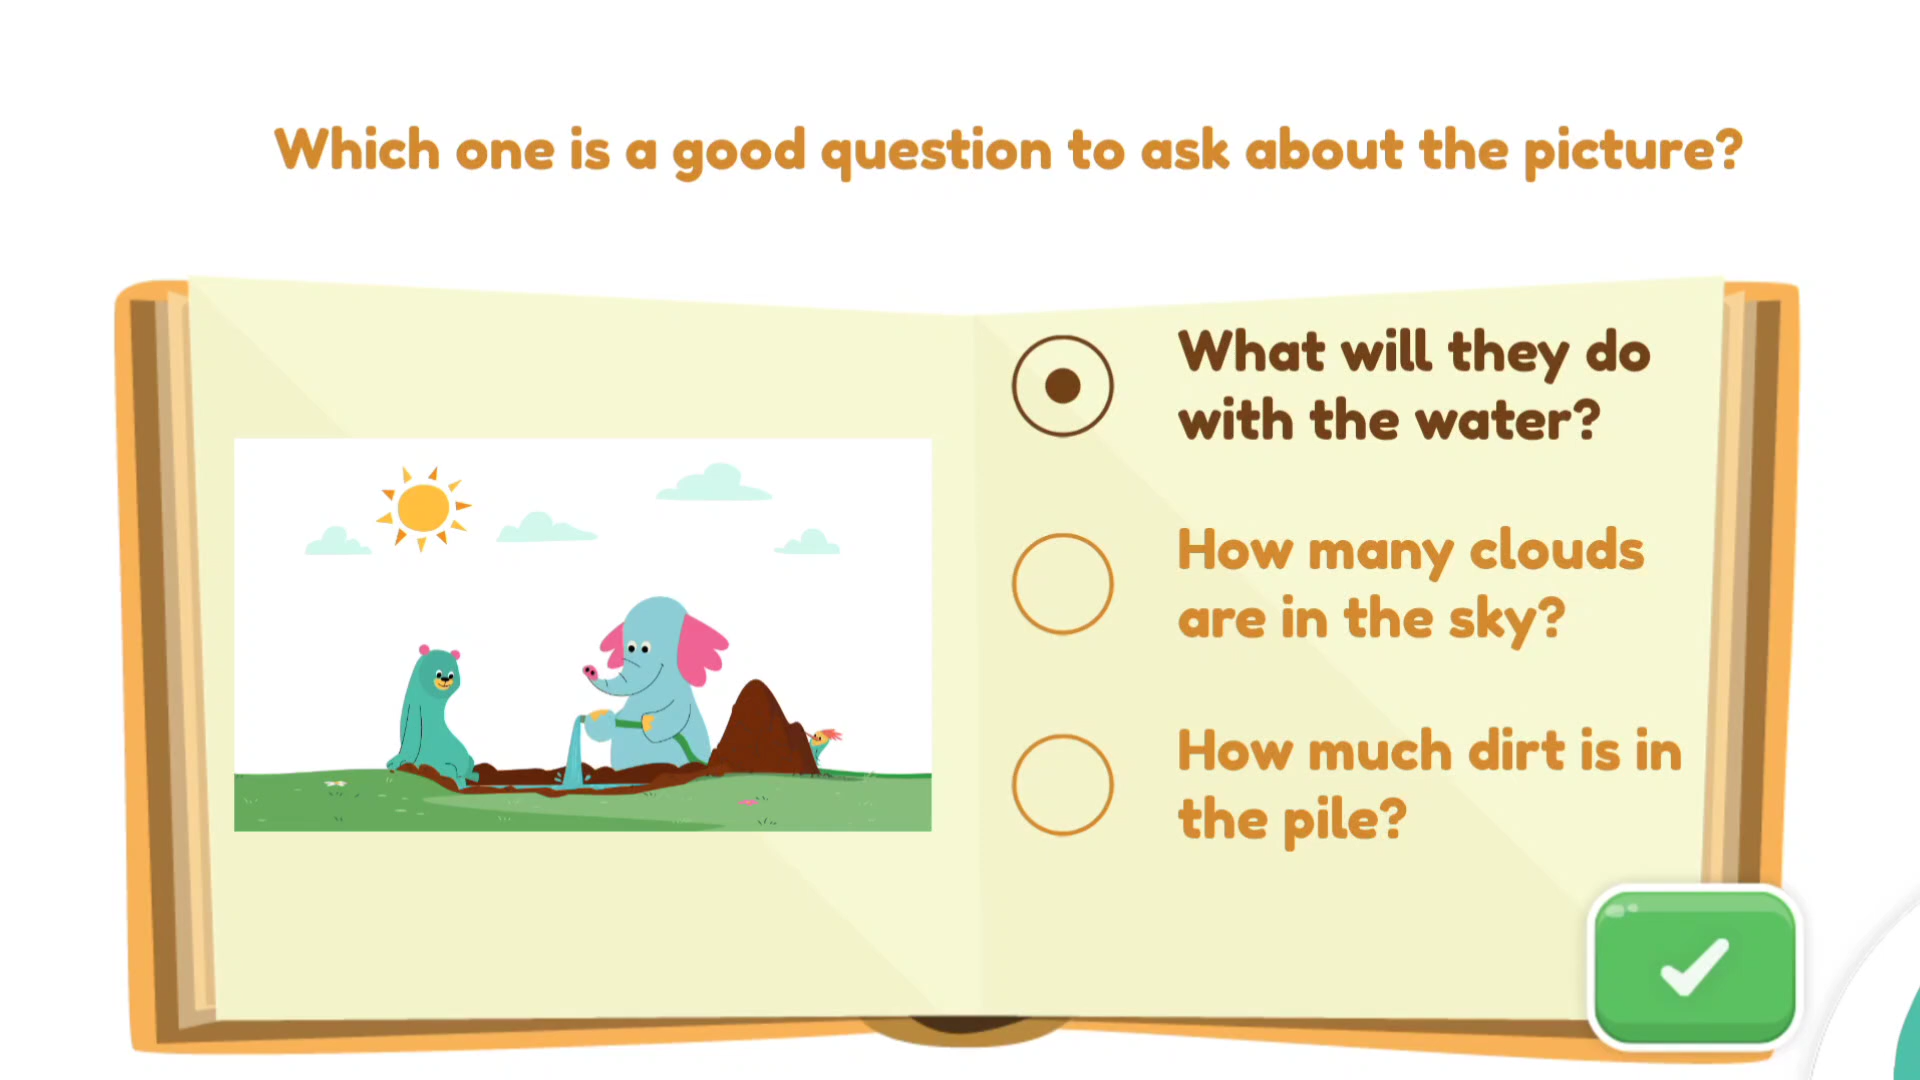 Which one is a good question to ask about the picture?
What will they do
with the water?
How many clouds
are in the sky?
How much dirt is in
the pile?